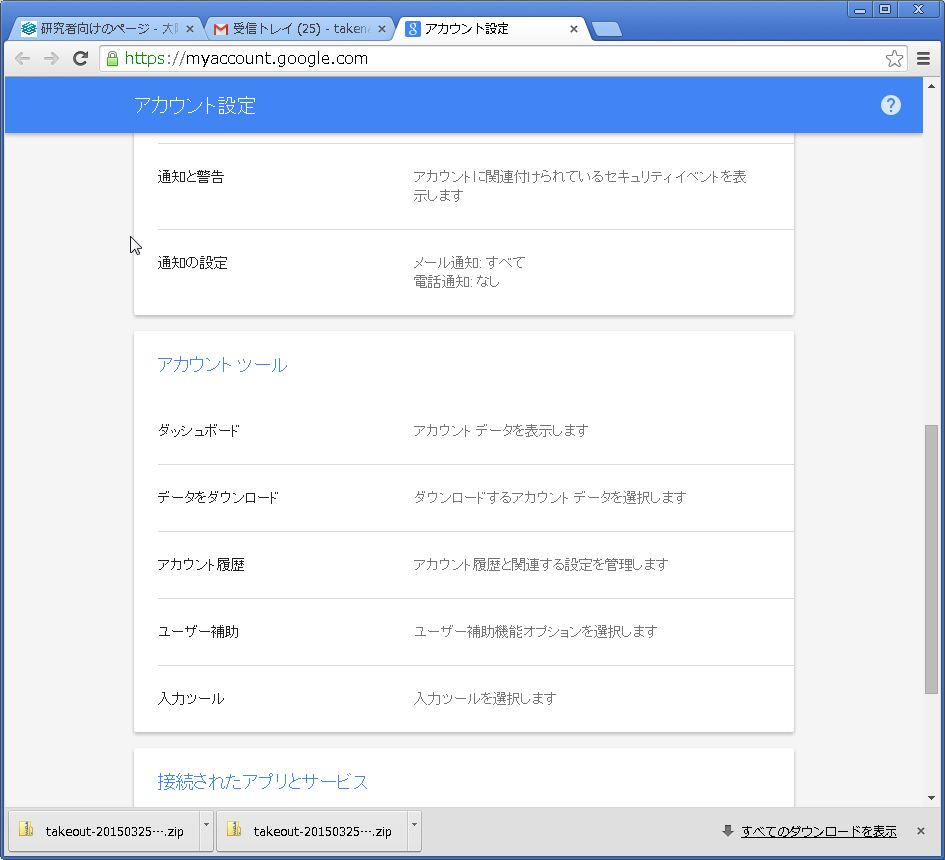 研究者向けのページ - 大
受信トレイ (25) - taken
アカウント設定
https://myaccount.google.com
アカウント設定
通知と警告
アカウントに関連付けられているセキュリティイベントを表
示します
通知の設定
メール通知: すべて
電話通知: なし
アカウント ツール
ダッシュボード
アカウント データを表示します
データをダウンロード
ダウンロードするアカウント データを選択します
アカウント履歴
アカウント履歴と関連する設定を管理します
ユーザー補助
ユーザー補助機能オプションを選択します
入力ツール
入力ツールを選択します
接続されたアプリとサービス
takeout-20150325….zip
takeout-20150325….zip
すべてのダウンロードを表示